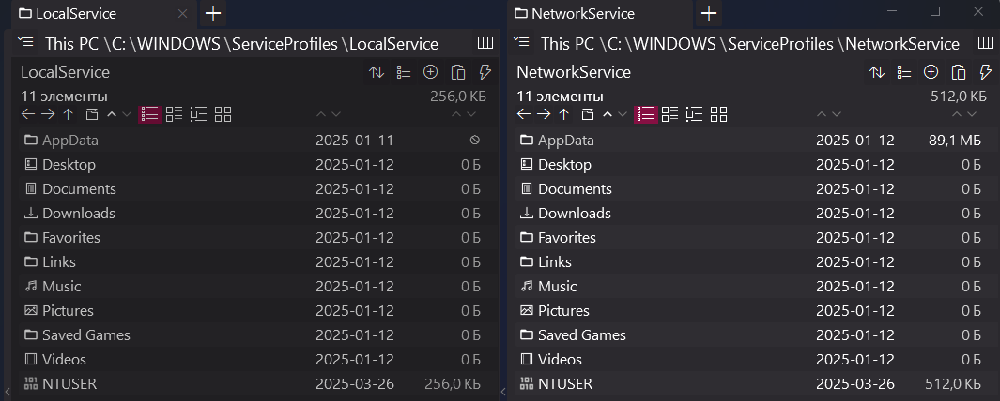 LocalService
This PC \C: \WINDOWS \ServiceProfiles \LocalService
LocalService
11 элементы
256,0 КБ
AppData 2025-01-11
Desktop 2025-01-12 0 Б
Documents 2025-01-12 0 Б
Downloads 2025-01-12 0 Б
Favorites 2025-01-12 0 Б
Links 2025-01-12 0 Б
Music 2025-01-12 0 Б
Pictures 2025-01-12 0 Б
Saved Games 2025-01-12 0 Б
Videos 2025-01-12 0 Б
NTUSER 2025-03-26 256,0 КБ
NetworkService
This PC \C: \WINDOWS \ServiceProfiles \NetworkService
NetworkService
11 элементы
512,0 КБ
AppData 2025-01-12 89,1 МБ
Desktop 2025-01-12 0 Б
Documents 2025-01-12 0 Б
Downloads 2025-01-12 0 Б
Favorites 2025-01-12 0 Б
Links 2025-01-12 0 Б
Music 2025-01-12 0 Б
Pictures 2025-01-12 0 Б
Saved Games 2025-01-12 0 Б
Videos 2025-01-12 0 Б
NTUSER 2025-03-26 512,0 КБ